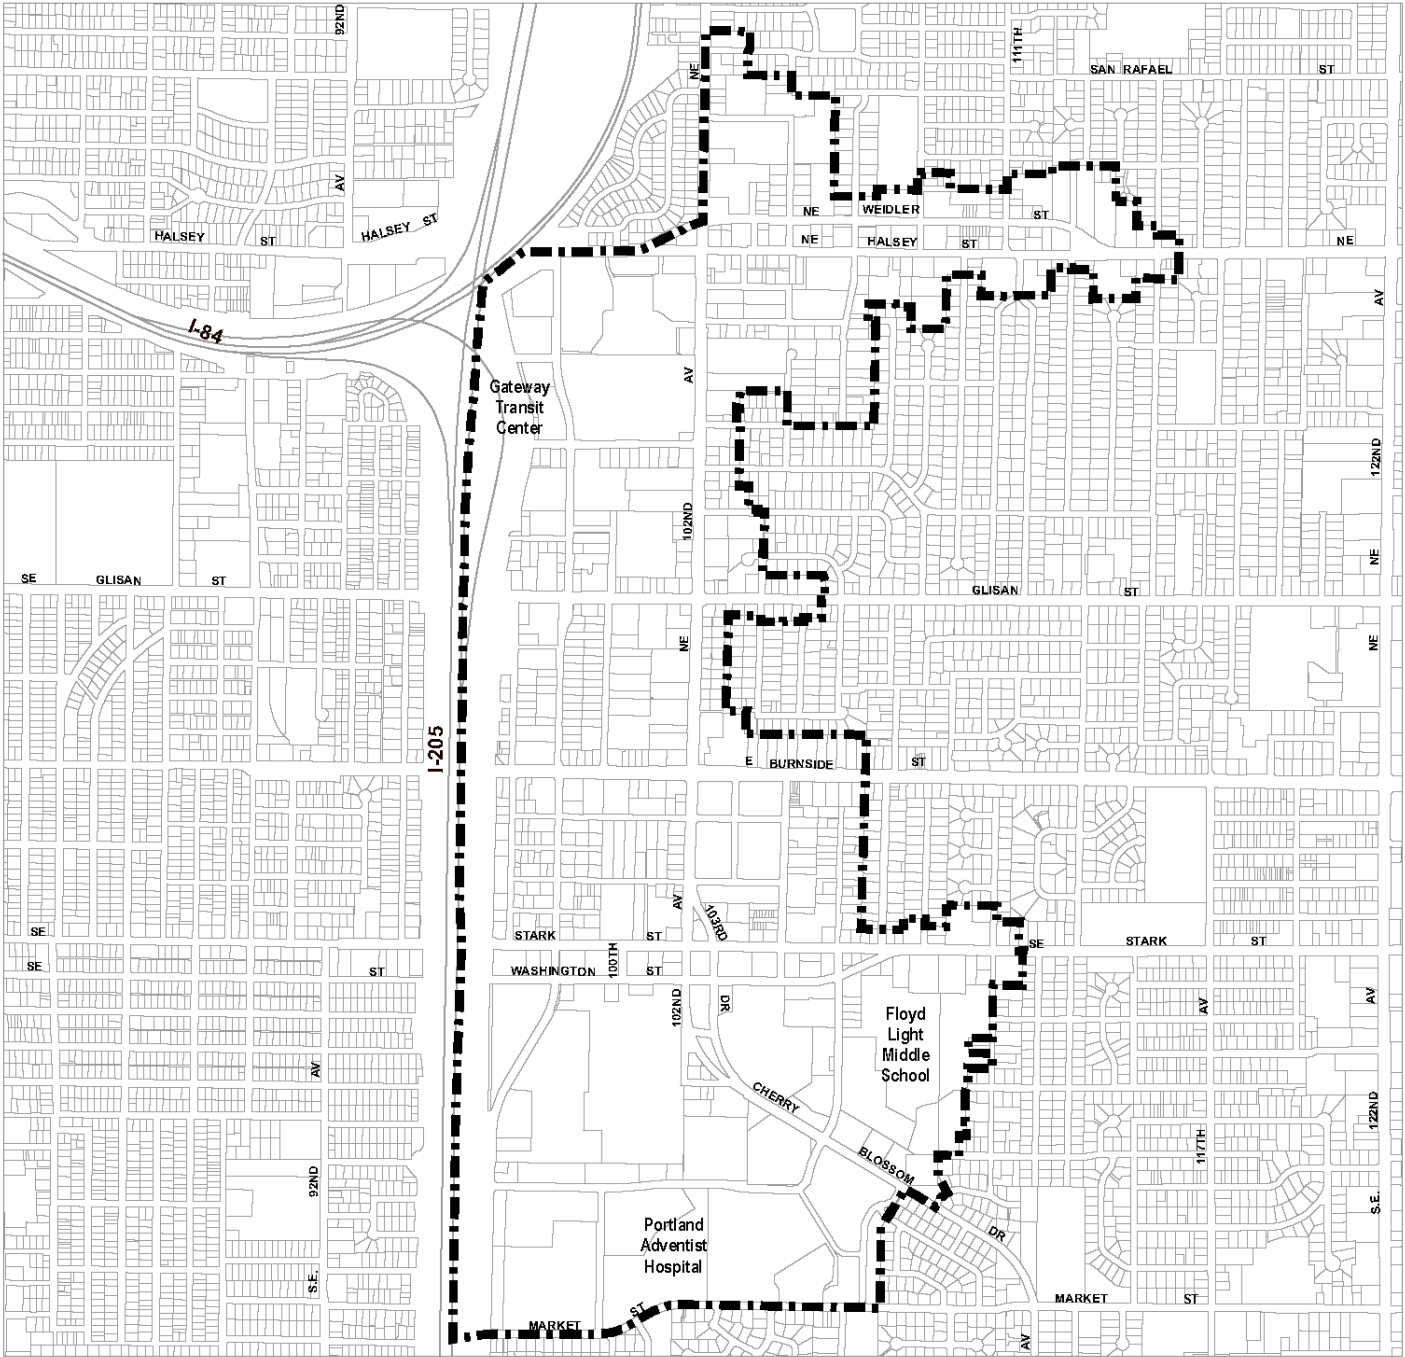 92ND
NE
111TH
SAN RAFAEL
ST
AV
NE
WEIDLER
ST
HALSEY
ST
HALSEY
ST
NE
HALSEY
ST
NE
AV
I-84
AV
Gateway
Transit
Center
122ND
102ND
NE
SE
GLISAN
ST
GLISAN
ST
NE
NE
I-205
E
BURNSIDE
ST
AV
103RD
SE
STARK
ST
SE
STARK
ST
SE
ST
WASHINGTON
100TH
ST
102ND
DR
AV
AV
Floyd
Light
Middle
School
AV
CHERRY
122ND
117TH
BLOSSOM
92ND
S.E.
Portland
Adventist
Hospital
DR
S.E.
MARKET
ST
ST
MARKET
AV